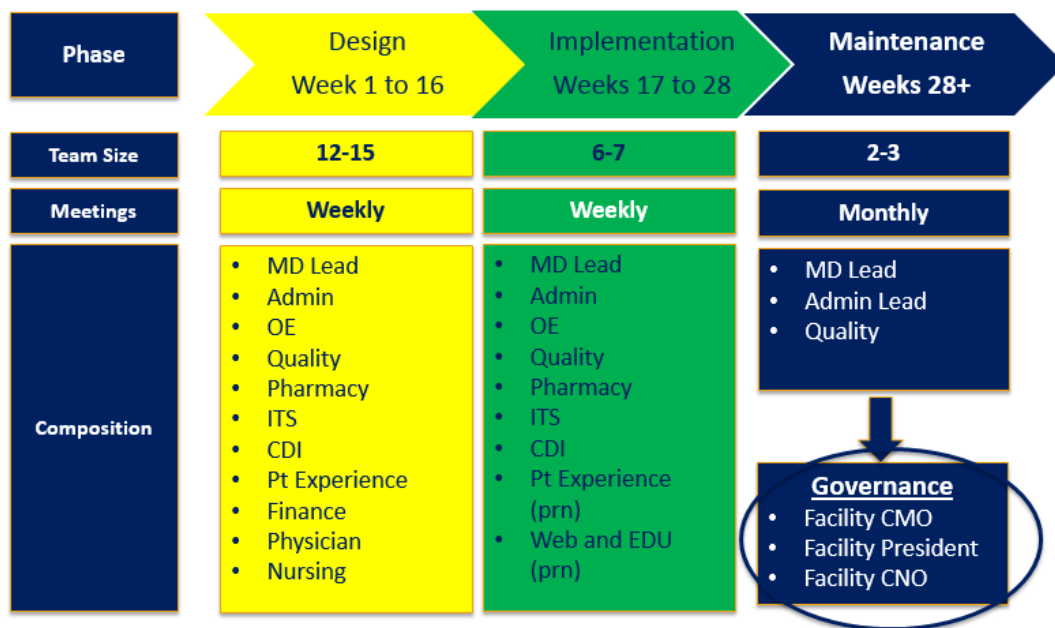 Phase
Design
Week 1 to 16
Implementation
Weeks 17 to 28
Maintenance
Weeks 28+
Team Size
12-15
6-7
2-3
Meetings
Weekly
Weekly
Monthly
Composition
• MD Lead
• Admin
• OE
• Quality
• Pharmacy
• ITS
• CDI
• Pt Experience
• Finance
• Physician
• Nursing
• MD Lead
• Admin
• OE
• Quality
• Pharmacy
• ITS
• CDI
• Pt Experience
(prn)
• Web and EDU
(prn)
• MD Lead
• Admin Lead
• Quality
Governance
• Facility CMO
• Facility President
• Facility CNO